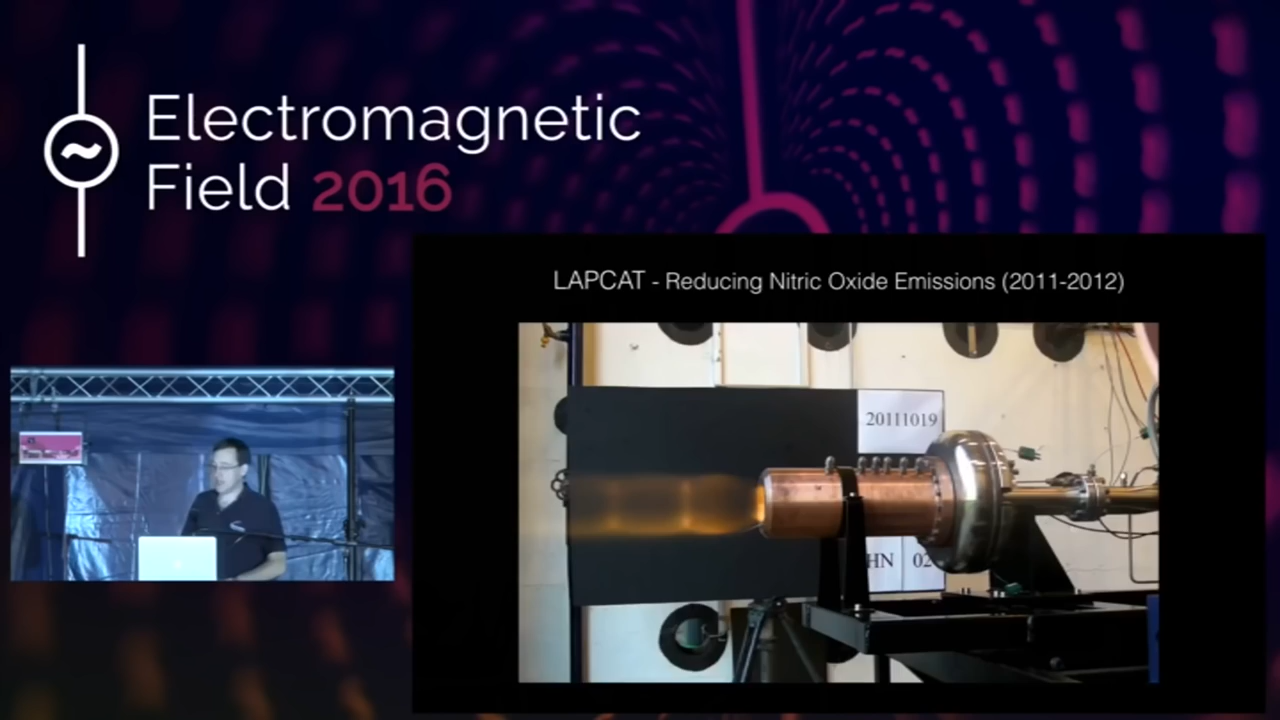 Electromagnetic
Field 2016
LAPCAT - Reducing Nitric Oxide Emissions (2011-2012)
20111019
HN 02